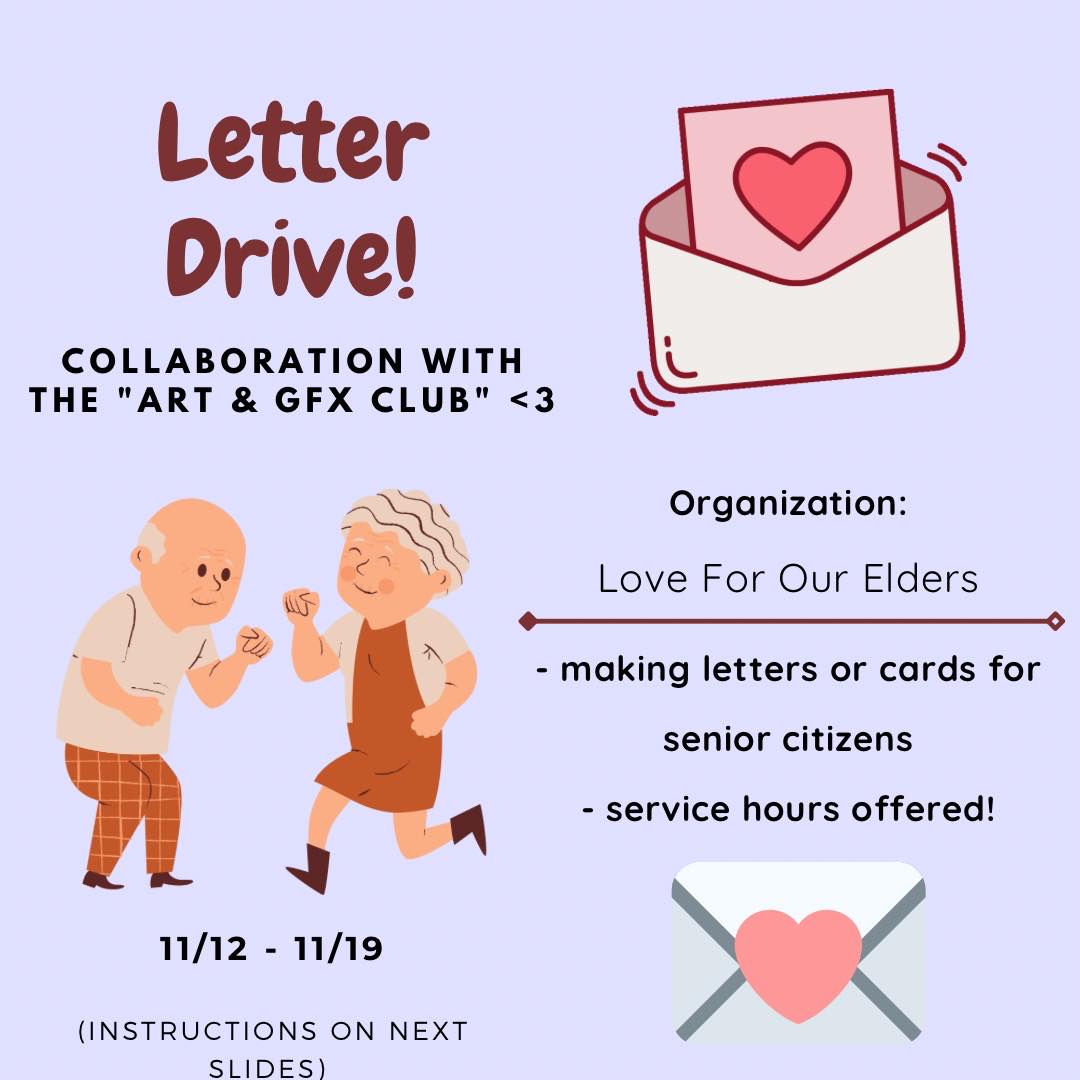 Letter
Drive!
COLLABORATION WITH
THE "ART & GFX CLUB" <3
Organization:
Love For Our Elders
- making letters or cards for
senior citizens
- service hours offered!
11/12 - 11/19
(INSTRUCTIONS ON NEXT
SLIDES)